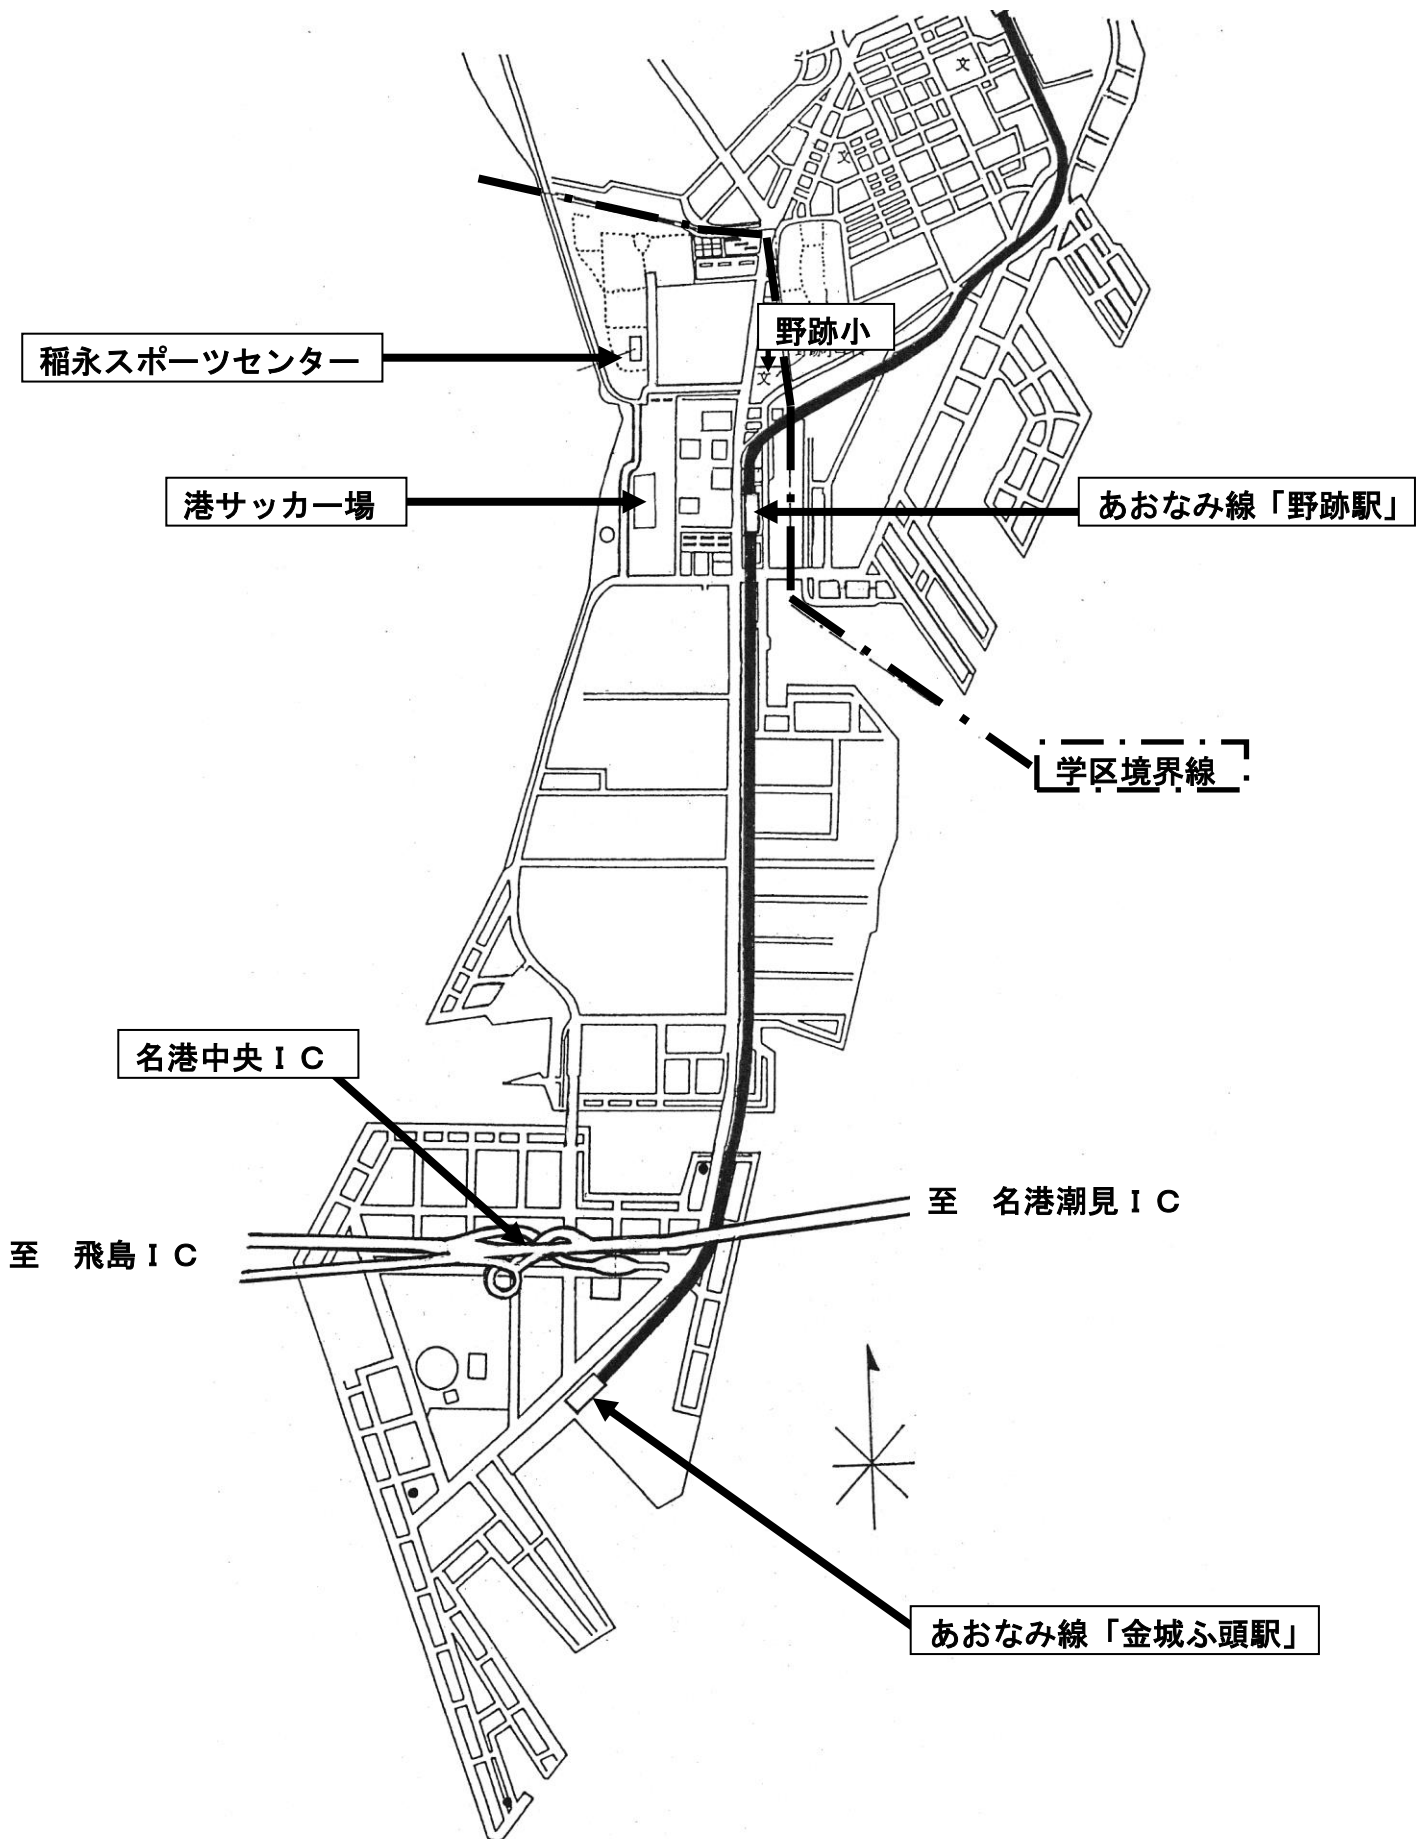 文
文
野跡小
稲永スポーツセンター
文
港サッカー場
あおなみ線「野跡駅」
学区境界線
名港中央ＩＣ
至　名港潮見ＩＣ
至　飛島ＩＣ
あおなみ線「金城ふ頭駅」